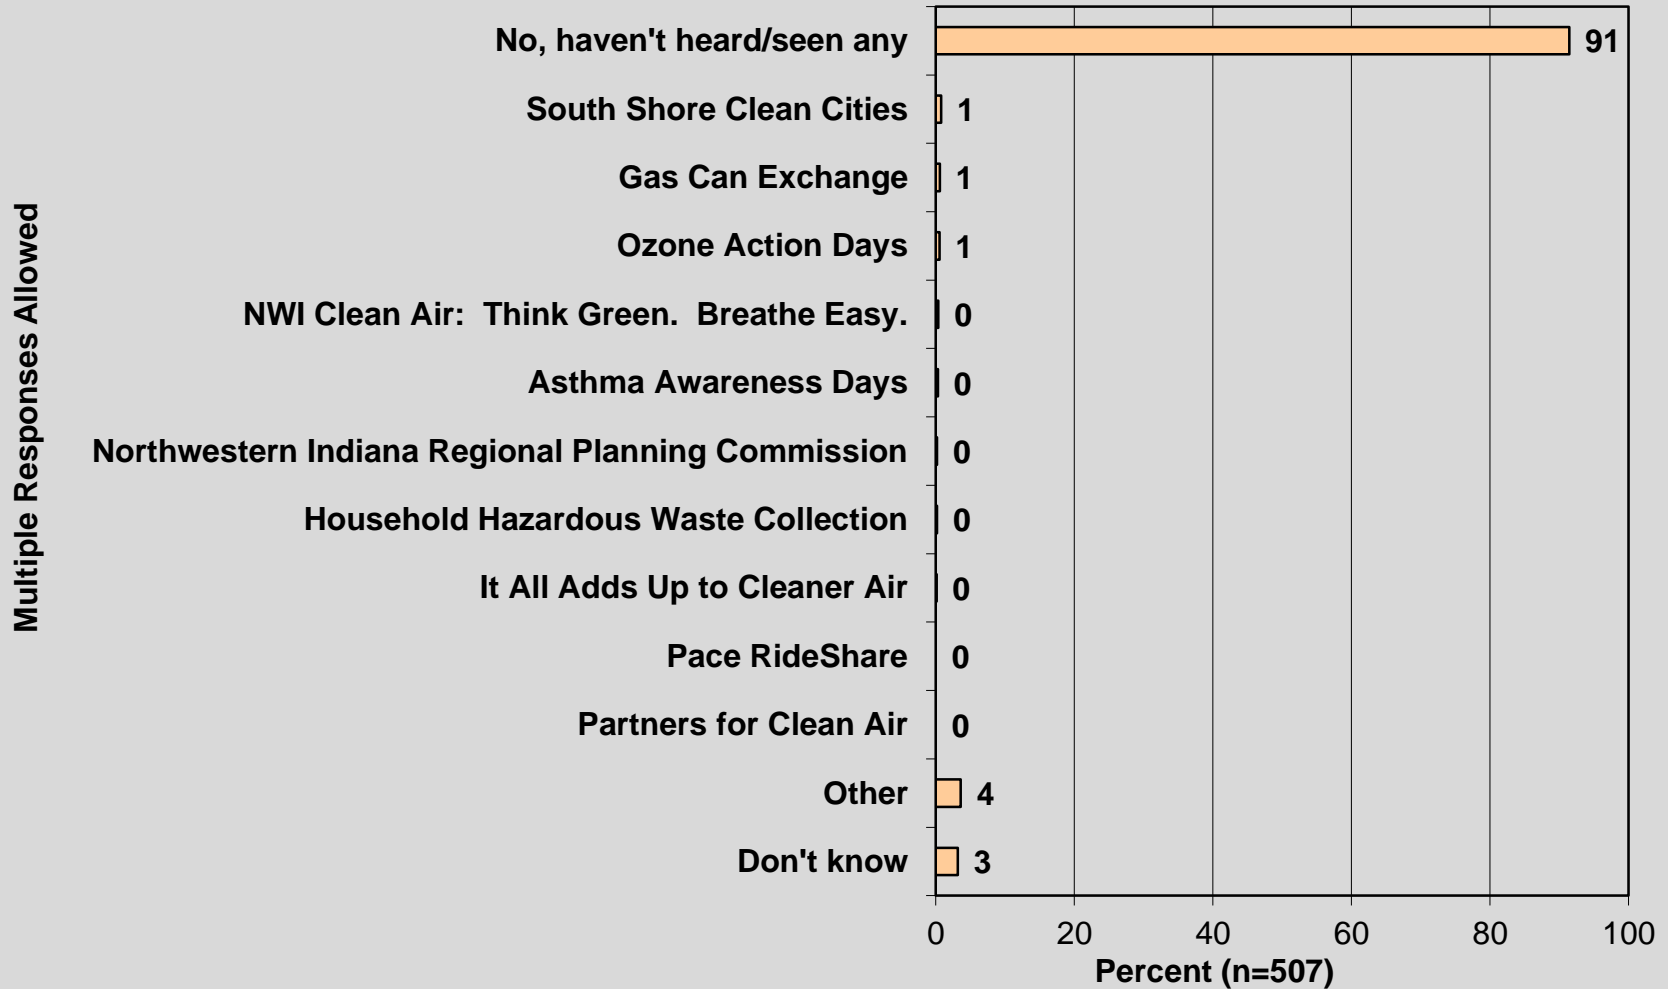 Multiple Responses Allowed
No, haven't heard/seen any 91
South Shore Clean Cities 1
Gas Can Exchange 1
Ozone Action Days 1
NWI Clean Air:  Think Green.  Breathe Easy. 0
Asthma Awareness Days 0
Northwestern Indiana Regional Planning Commission 0
Household Hazardous Waste Collection 0
It All Adds Up to Cleaner Air 0
Pace RideShare 0
Partners for Clean Air 0
Other 4
Don't know 3
0 20 40 60 80 100
Percent (n=507)